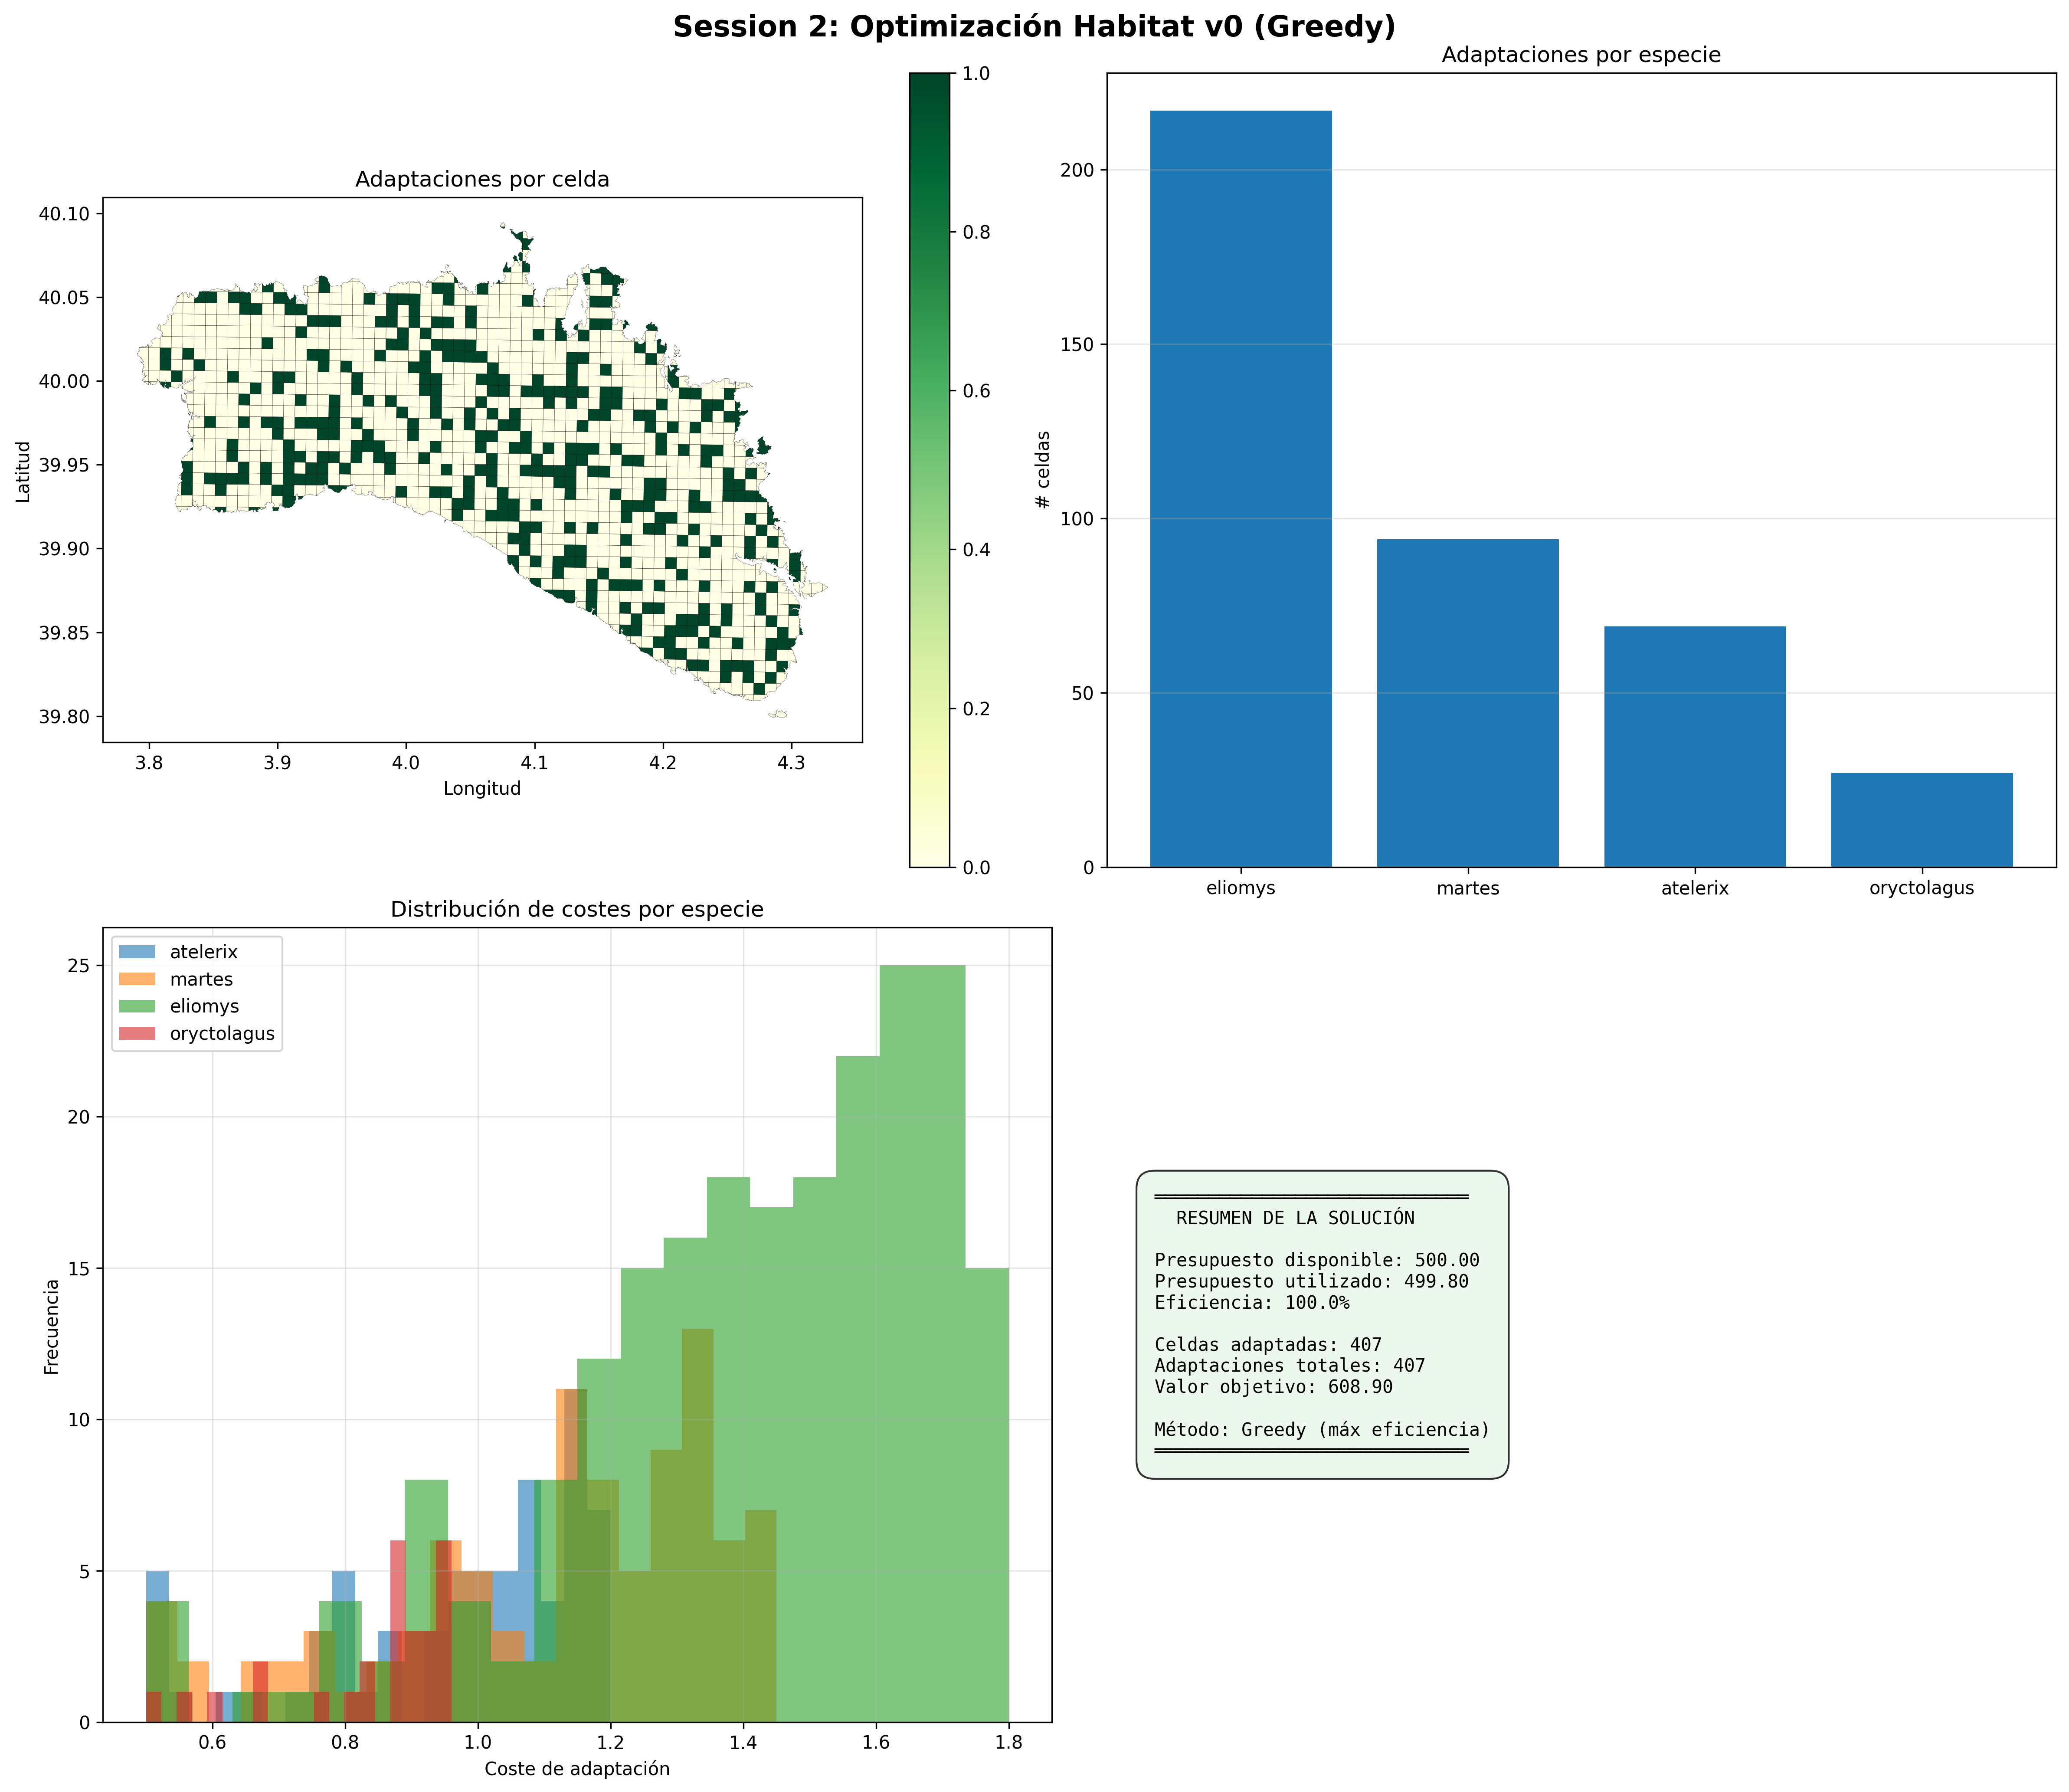 Session 2: Optimización Habitat v0 (Greedy)
Adaptaciones por celda
Latitud
40.10
40.05
40.00
39.95
39.90
39.85
39.80
3.8 3.9 4.0 4.1 4.2 4.3
Longitud
1.0
0.8
0.6
0.4
0.2
0.0
Adaptaciones por especie
# celdas
200
150
100
50
0
eliomys martes atelerix oryctolagus
Distribución de costes por especie
atelerix
martes
eliomys
oryctolagus
Frecuencia
25
20
15
10
5
0
0.6 0.8 1.0 1.2 1.4 1.6 1.8
Coste de adaptación
RESUMEN DE LA SOLUCIÓN
Presupuesto disponible: 500.00
Presupuesto utilizado: 499.80
Eficiencia: 100.0%
Celdas adaptadas: 407
Adaptaciones totales: 407
Valor objetivo: 608.90
Método: Greedy (máx eficiencia)